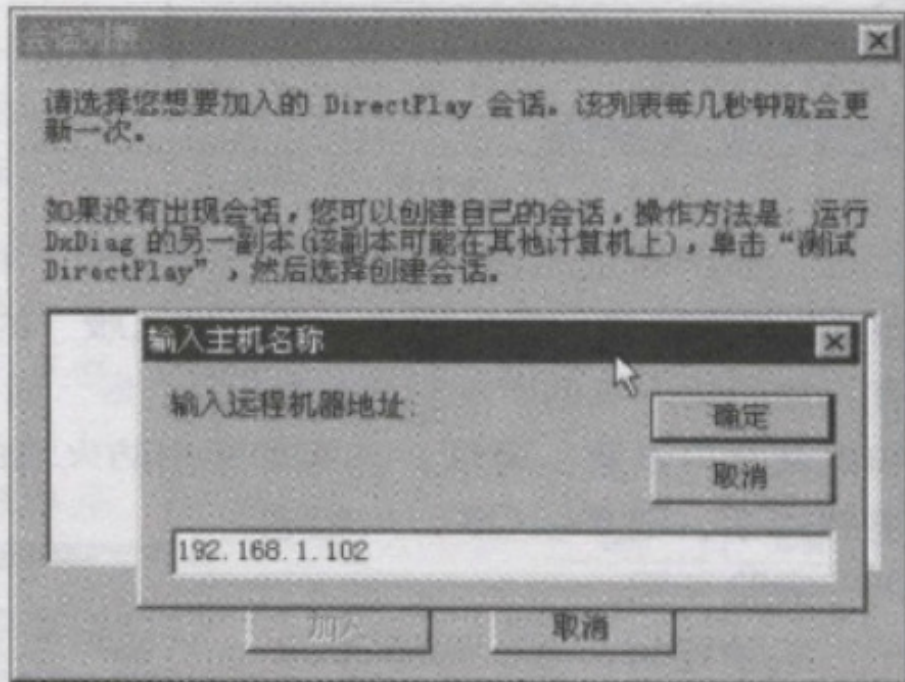 会话列表
请选择您想要加入的 DirectPlay 会话。该列表每几秒钟就会更
新一次。
如果没有出现会话，您可以创建自己的会话，操作方法是：运行
DxDiag 的另一副本(该副本可能在其他计算机上)，单击“测试
DirectPlay”，然后选择创建会话。
输入主机名称
输入远程机器地址:
确定
取消
192.168.1.102
加入
取消